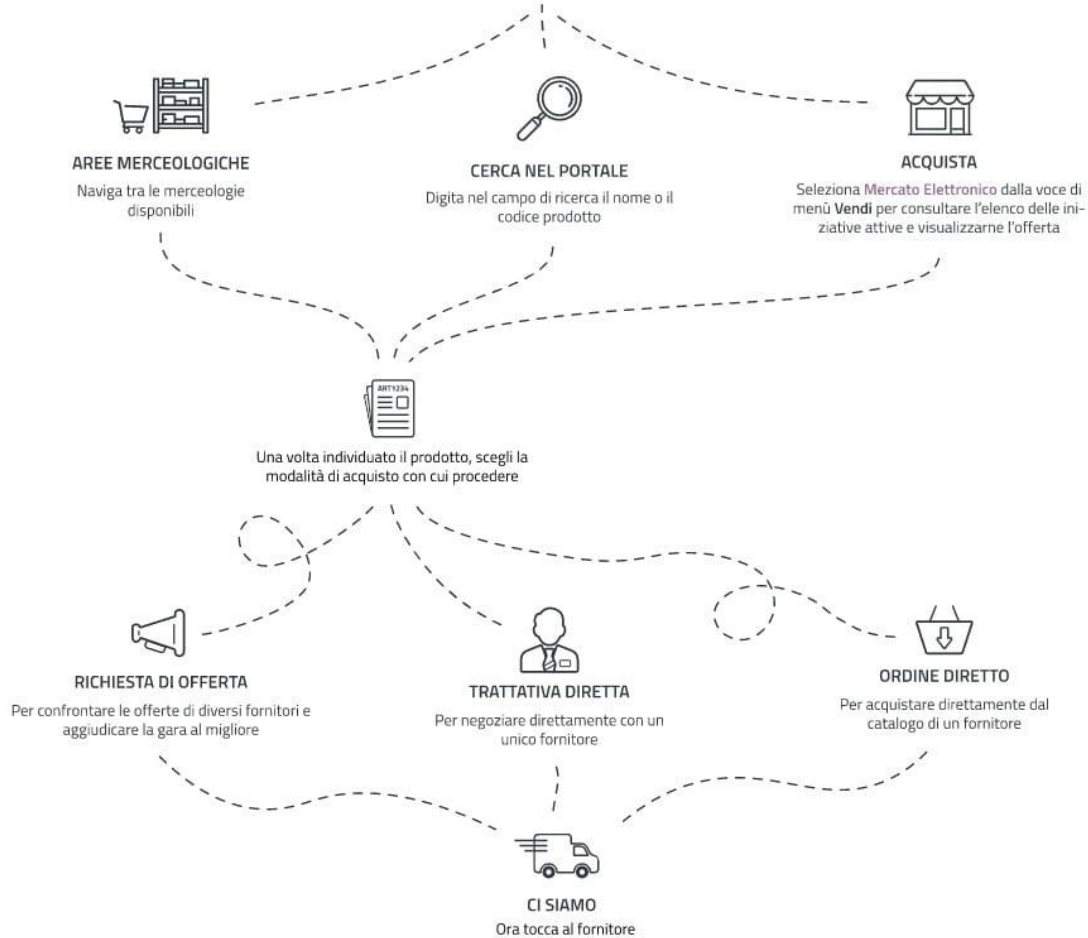 AREE MERCEOLOGICHE
Naviga tra le merceologie
disponibili
CERCA NEL PORTALE
Digita nel campo di ricerca il nome o il
codice prodotto
ACQUISTA
Seleziona Mercato Elettronico dalla voce di
menù Vendi per consultare l'elenco delle ini-
ziative attive e visualizzarne l'offerta
ART1234
Una volta individuato il prodotto, scegli la
modalità di acquisto con cui procedere
RICHIESTA DI OFFERTA
Per confrontare le offerte di diversi fornitori e
aggiudicare la gara al migliore
TRATTATIVA DIRETTA
Per negoziare direttamente con un
unico fornitore
ORDINE DIRETTO
Per acquistare direttamente dal
catalogo di un fornitore
CI SIAMO
Ora tocca al fornitore